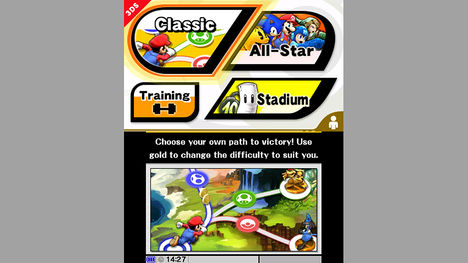 3DS
Classic
All-Star
Training
Stadium
Choose your own path to victory! Use
gold to change the difficulty to suit you.
14:27